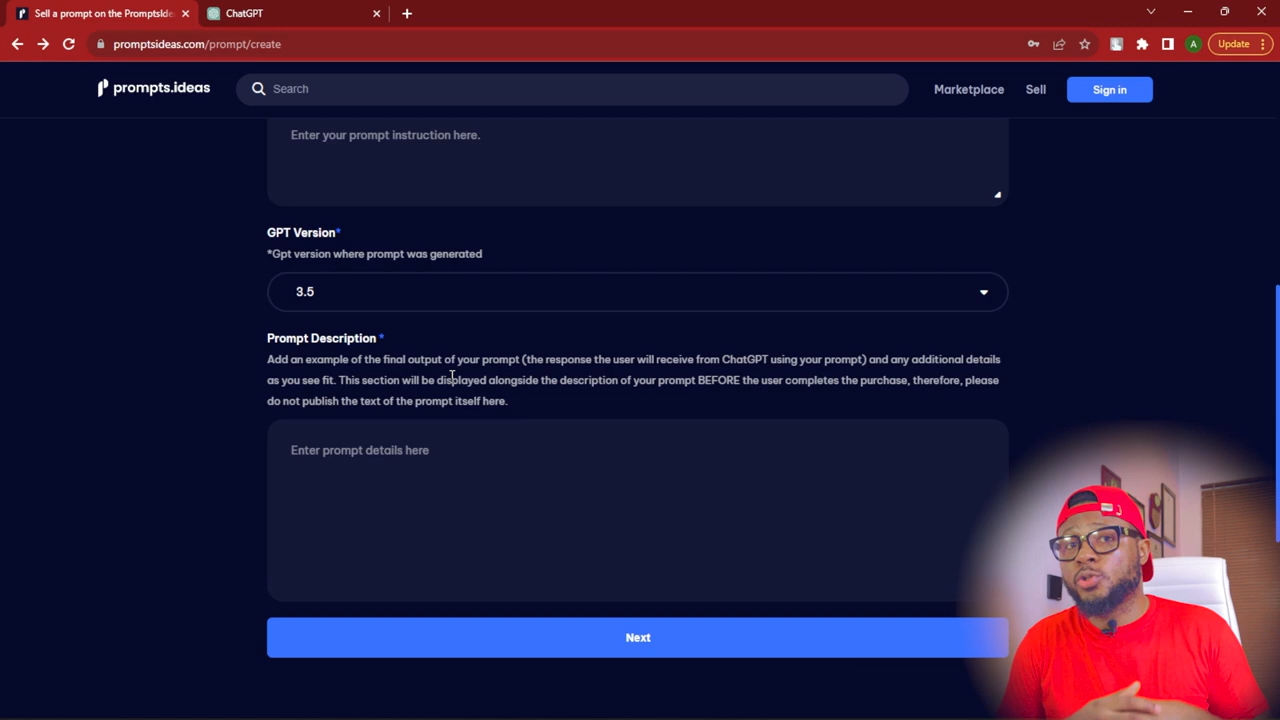 Sell a prompt on the PromptsIde
ChatGPT
promptsideas.com/prompt/create
A
Update
prompts.ideas
Search
Marketplace
Sell
Sign in
Enter your prompt instruction here.
GPT Version*
*Gpt version where prompt was generated
3.5
Prompt Description *
Add an example of the final output of your prompt (the response the user will receive from ChatGPT using your prompt) and any additional details
as you see fit. This section will be displayed alongside the description of your prompt BEFORE the user completes the purchase, therefore, please
do not publish the text of the prompt itself here.
Enter prompt details here
Next